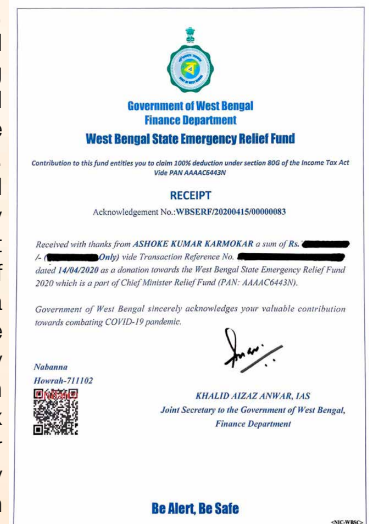 Government of West Bengal
Finance Department
West Bengal State Emergency Relief Fund
Contribution to this fund entitles you to claim 100% deduction under section 80G of the Income Tax Act
Vide PAN AAAAC6443N
RECEIPT
Acknowledgement No.:WBSERF/20200415/00000083
Received with thanks from ASHOKE KUMAR KARMOKAR a sum of Rs.
/- ( Only) vide Transaction Reference No.
dated 14/04/2020 as a donation towards the West Bengal State Emergency Relief Fund
2020 which is a part of Chief Minister Relief Fund (PAN: AAAAC6443N).
Government of West Bengal sincerely acknowledges your valuable contribution
towards combating COVID-19 pandemic.
Nabanna
Howrah-711102
KHALID AIZAZ ANWAR, IAS
Joint Secretary to the Government of West Bengal,
Finance Department
Be Alert, Be Safe
<NIC-WBSC>